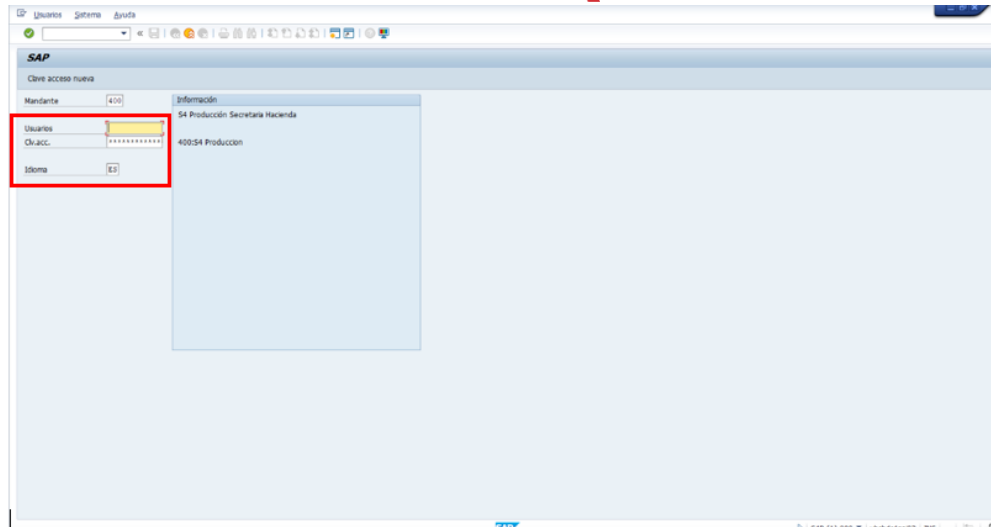 Usuarios Sistema Ayuda
SAP
Clave acceso nueva
Mandante 400
Información
S4 Producción Secretaria Hacienda
Usuarios
Clv.acc. ************
400:S4 Produccion
Idioma ES
SAP